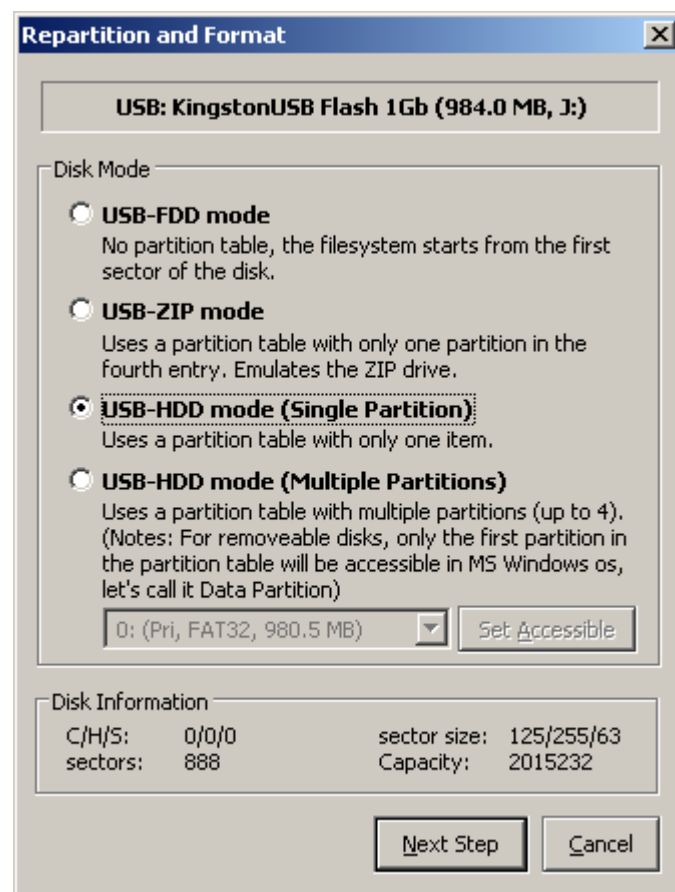 Repartition and Format
USB: KingstonUSB Flash 1Gb (984.0 MB, J:)
Disk Mode
USB-FDD mode
No partition table, the filesystem starts from the first
sector of the disk.
USB-ZIP mode
Uses a partition table with only one partition in the
fourth entry. Emulates the ZIP drive.
USB-HDD mode (Single Partition)
Uses a partition table with only one item.
USB-HDD mode (Multiple Partitions)
Uses a partition table with multiple partitions (up to 4).
(Notes: For removeable disks, only the first partition in
the partition table will be accessible in MS Windows os,
let's call it Data Partition)
0: (Pri, FAT32, 980.5 MB) Set Accessible
Disk Information
C/H/S: 0/0/0 sector size: 125/255/63
sectors: 888 Capacity: 2015232
Next Step Cancel